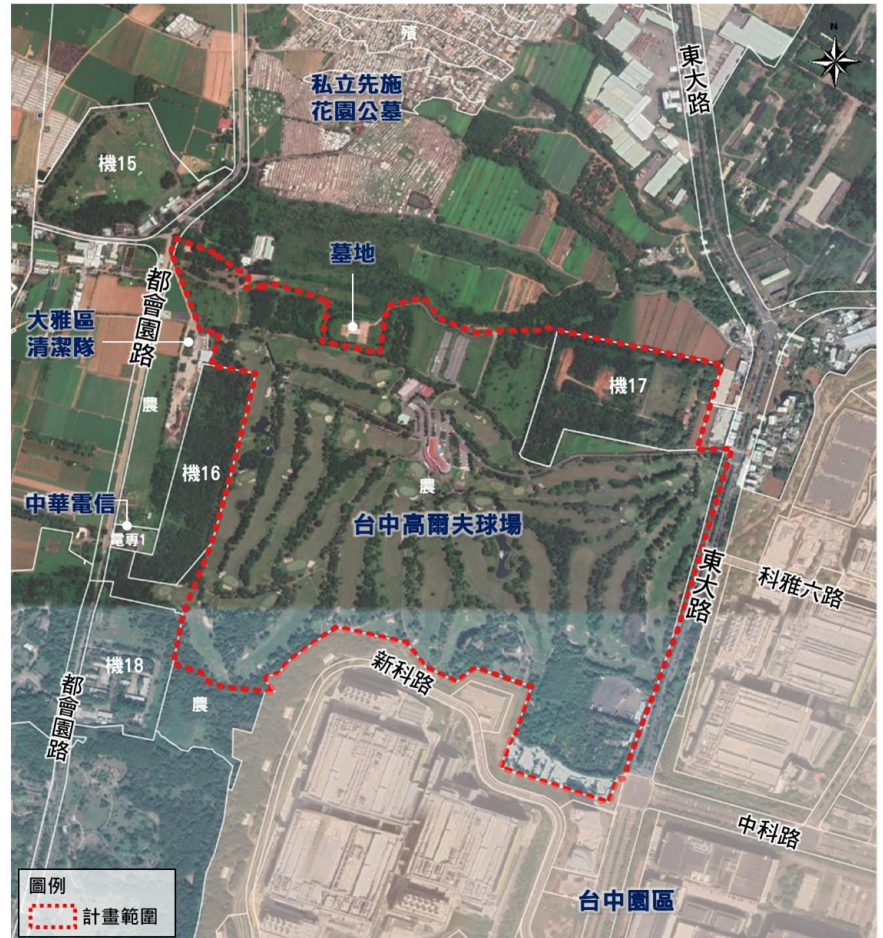 N
殯
東大路
私立先施
花園公墓
機15
墓地
都會園路
大雅區
清潔隊
機17
農
機16
農
中華電信
台中高爾夫球場
電専1
東大路
科雅六路
機18
新科路
都會園路
農
中科路
台中園區
圖例
計畫範圍